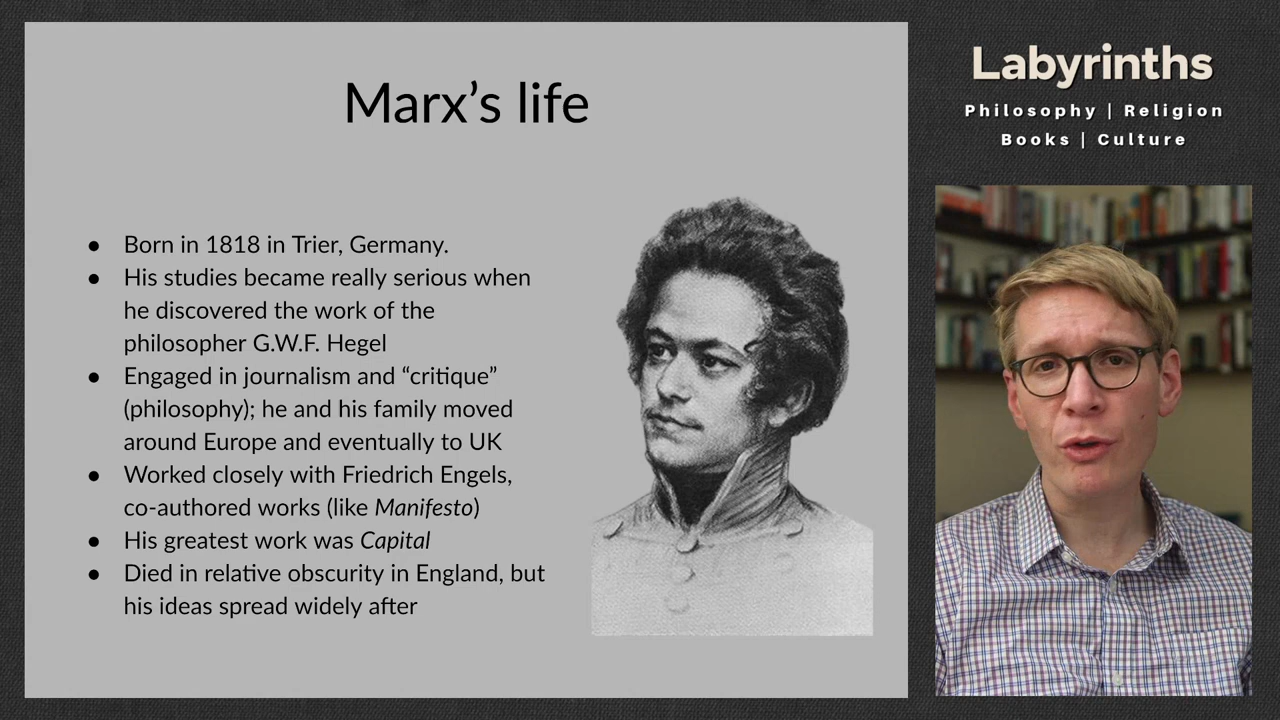 Marx’s life
● Born in 1818 in Trier, Germany.
● His studies became really serious when
he discovered the work of the
philosopher G.W.F. Hegel
● Engaged in journalism and “critique”
(philosophy); he and his family moved
around Europe and eventually to UK
● Worked closely with Friedrich Engels,
co-authored works (like Manifesto)
● His greatest work was Capital
● Died in relative obscurity in England, but
his ideas spread widely after
Labyrinths
Philosophy | Religion
Books | Culture